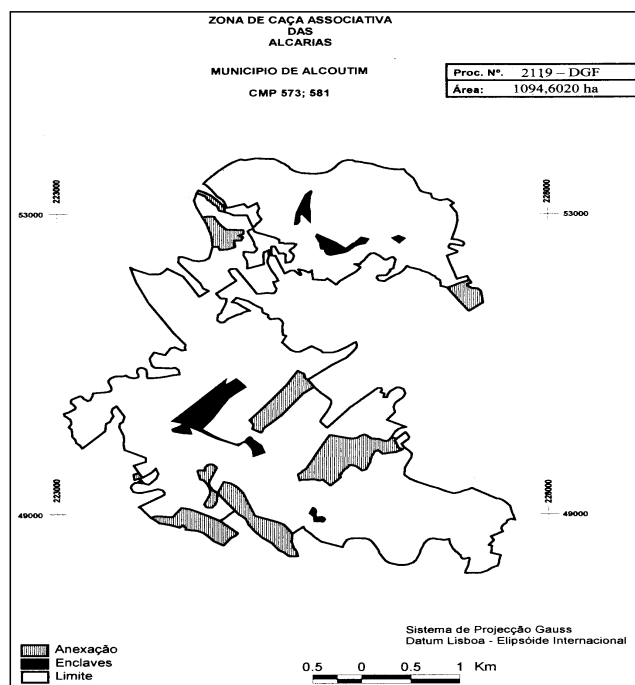 ZONA DE CAÇA ASSOCIATIVA
DAS
ALCARIAS
MUNICIPIO DE ALCOUTIM
CMP 573; 581
Proc. Nº. 2119 – DGF
Área: 1094,6020 ha
223000
228000
53000
53000
223000
228000
49000
49000
Anexação
Enclaves
Limite
Sistema de Projecção Gauss
Datum Lisboa - Elipsóide Internacional
0.5 0 0.5 1 Km